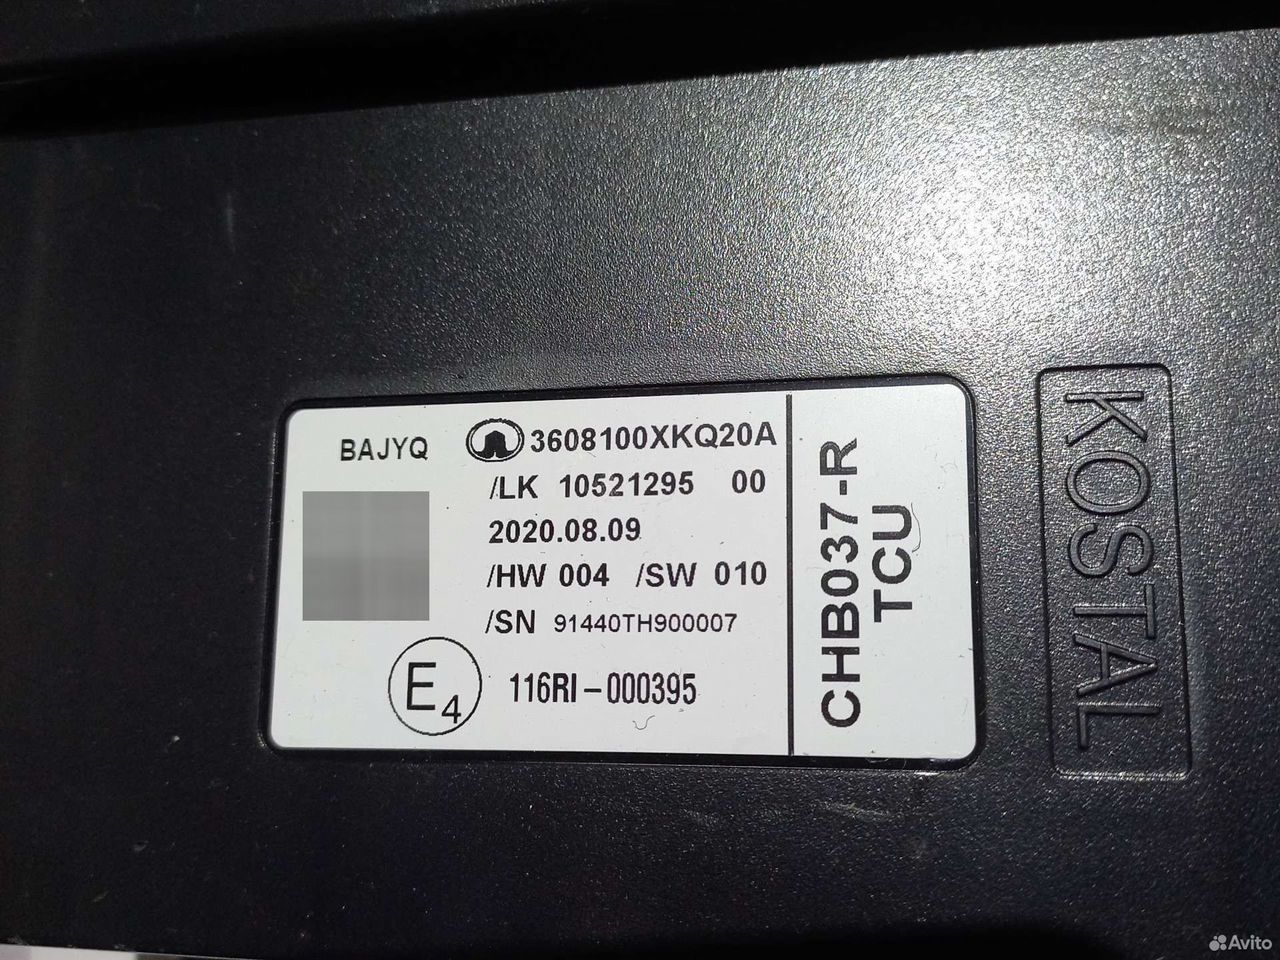 BAJYQ
3608100XKQ20A
/LK 10521295 00
2020.08.09
/HW 004 /SW 010
/SN 91440TH900007
E4
116RI-000395
CHB037-R
TCU
KOSTAL
Avito